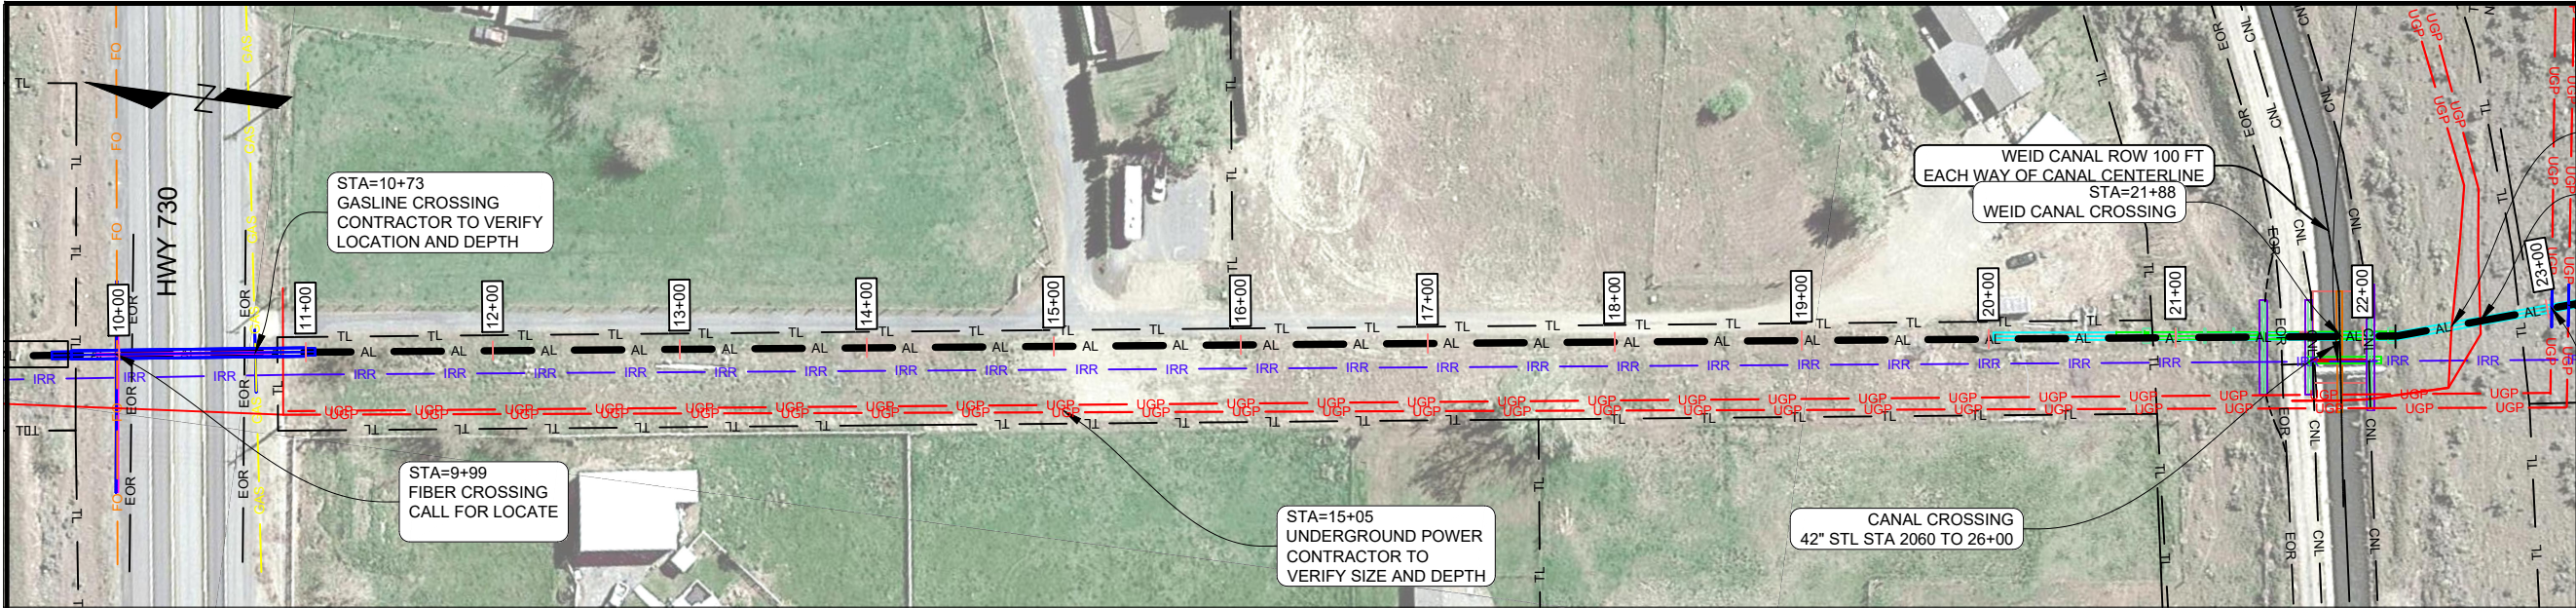 HWY 730
N
STA=10+73
GASLINE CROSSING
CONTRACTOR TO VERIFY
LOCATION AND DEPTH
WEID CANAL ROW 100 FT
EACH WAY OF CANAL CENTERLINE
STA=21+88
WEID CANAL CROSSING
10+00
11+00
12+00
13+00
14+00
15+00
16+00
17+00
18+00
19+00
20+00
21+00
22+00
23+00
FO
GAS
EOR
CNL
TL
AL
IRR
UGP
STA=9+99
FIBER CROSSING
CALL FOR LOCATE
STA=15+05
UNDERGROUND POWER
CONTRACTOR TO
VERIFY SIZE AND DEPTH
CANAL CROSSING
42" STL STA 2060 TO 26+00